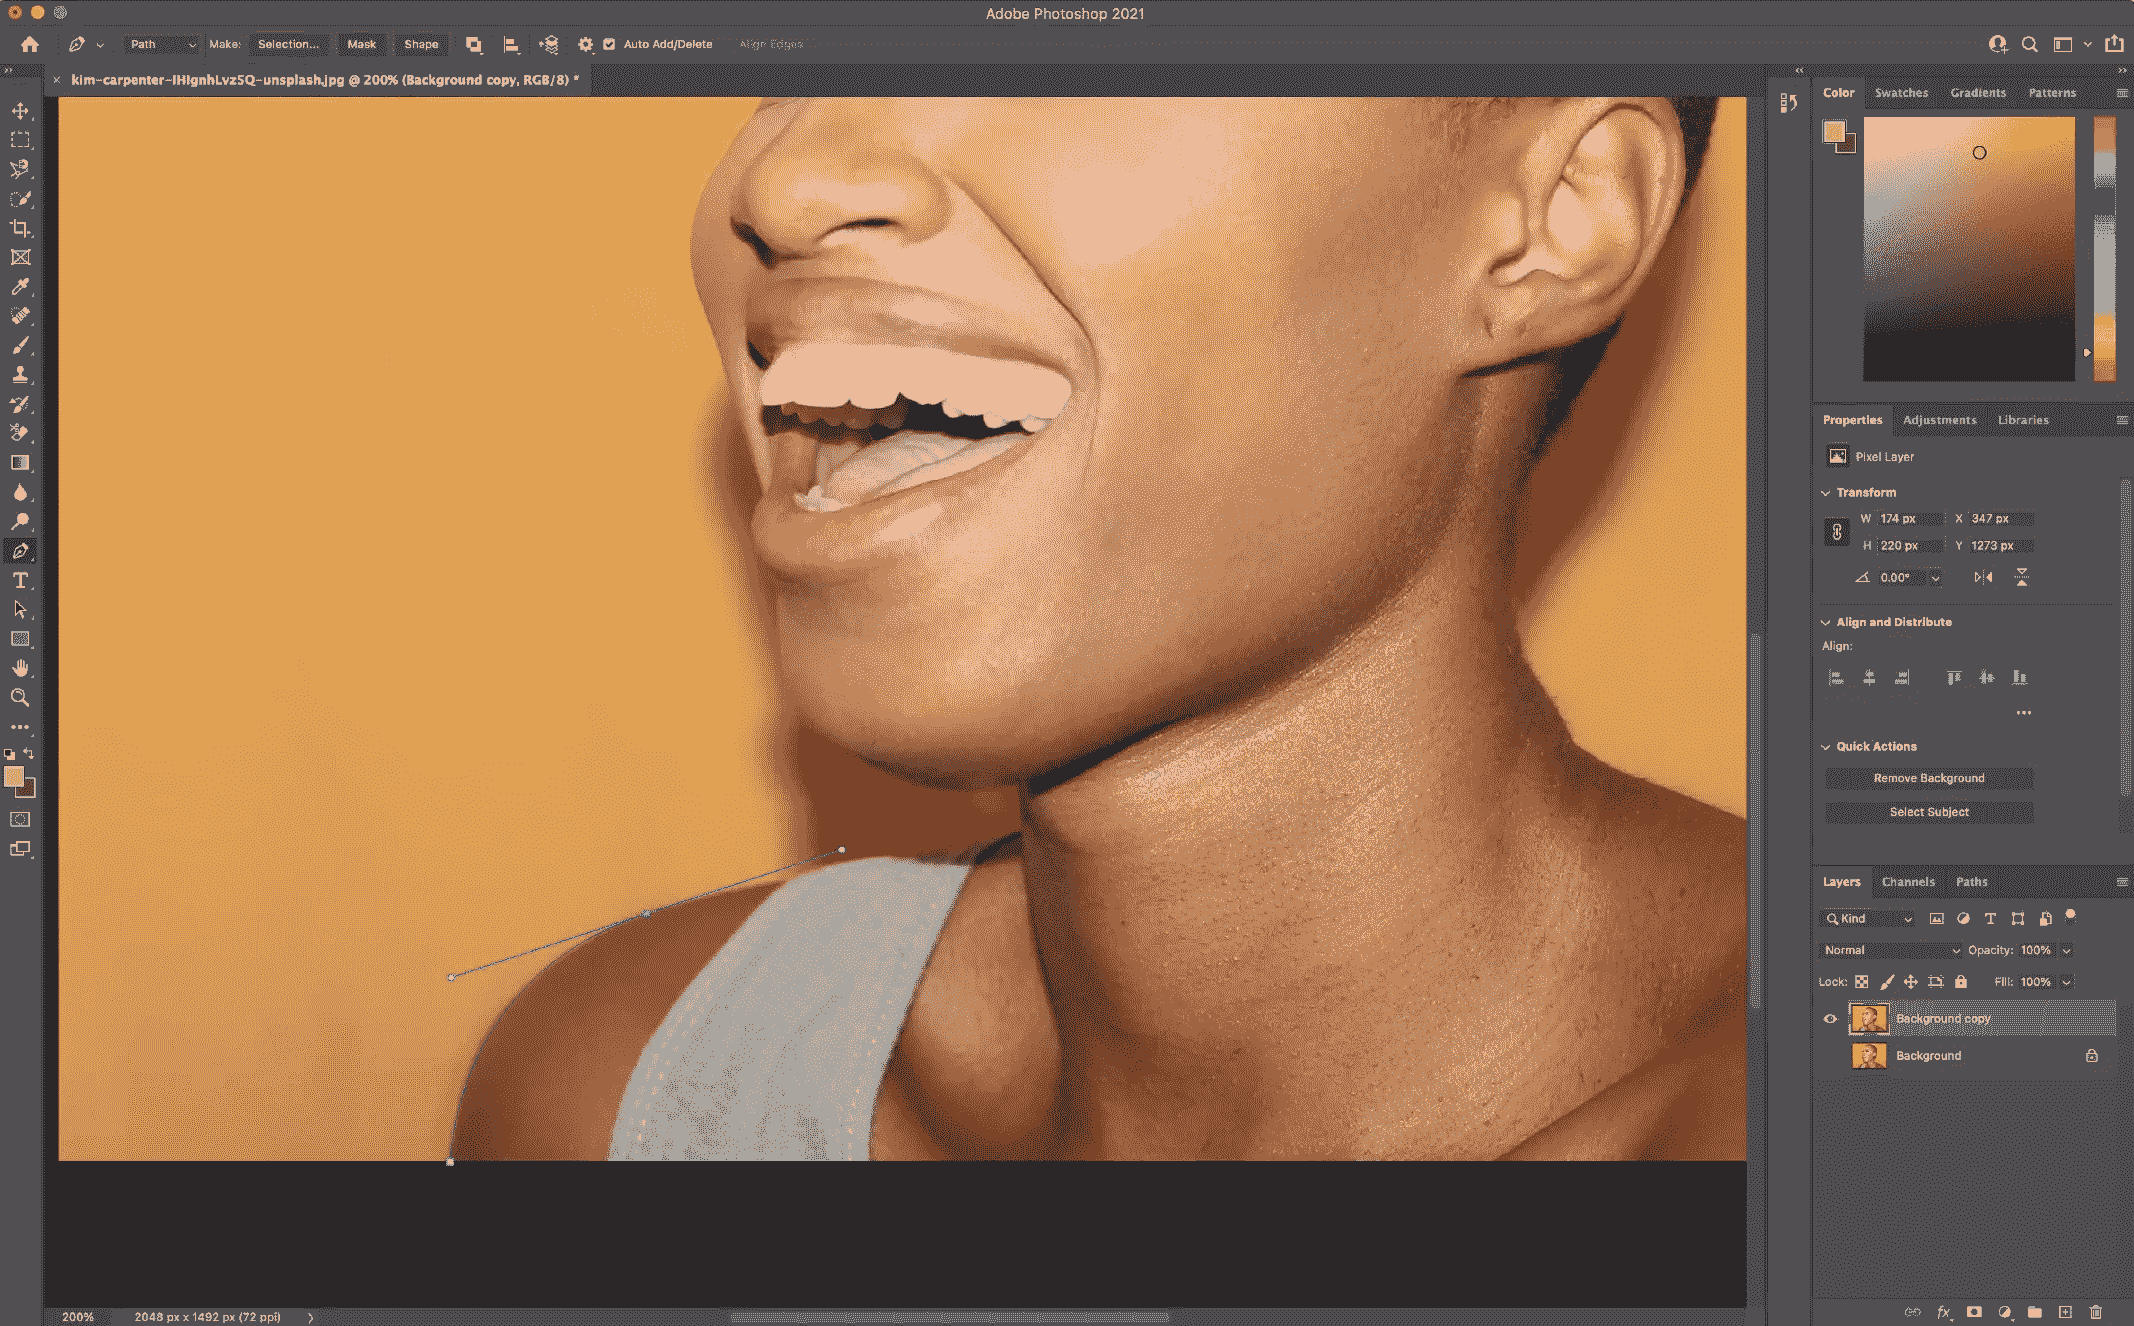 Adobe Photoshop 2021
Path Make: Selection... Mask Shape Auto Add/Delete Align Edges
× kim-carpenter-IHIgnhLvzSQ-unsplash.jpg @ 200% (Background copy, RGB/8) *
Color Swatches Gradients Patterns
Properties Adjustments Libraries
Pixel Layer
Transform
W 174 px X 347 px
H 220 px Y 1273 px
0.00°
Align and Distribute
Align:
Quick Actions
Remove Background
Select Subject
Layers Channels Paths
Kind
Normal Opacity: 100%
Lock: Fill: 100%
Background copy
Background
200% 2048 px x 1492 px (72 ppi)